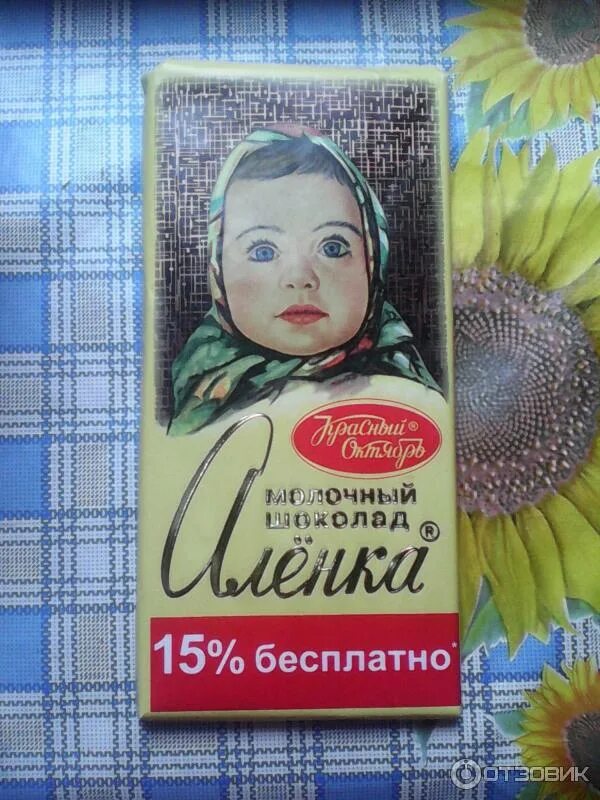 Красный®
Октябрь
молочный
шоколад
Алёнка®
15% бесплатно*
ОТЗОВИК